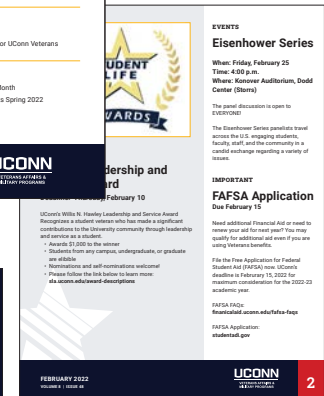 or UConn Veterans
onth
s Spring 2022
UCONN
VETERANS AFFAIRS &
MILITARY PROGRAMS
UDENT
LIFE
WARDS
dership and
ard
Thursday, February 10
UConn's Willis N. Hawley Leadership and Service Award
Recognizes a student veteran who has made a significant
contributions to the University community through leadership
and service as a student.
• Awards $1,000 to the winner
• Students from any campus, undergraduate, or graduate
are elibible
• Nominations and self-nominations welcome!
• Please follow the link below to learn more:
sla.uconn.edu/award-descriptions
EVENTS
Eisenhower Series
When: Friday, February 25
Time: 4:00 p.m.
Where: Konover Auditorium, Dodd
Center (Storrs)
The panel discussion is open to
EVERYONE!
The Eisenhower Series panelists travel
across the U.S. engaging students,
faculty, staff, and the community in a
candid exchange regarding a variety of
issues.
IMPORTANT
FAFSA Application
Due February 15
Need additional Financial Aid or need to
renew your aid for next year? You may
qualify for additional aid even if you are
using Veterans benefits.
File the Free Application for Federal
Student Aid (FAFSA) now. UConn's
deadline is February 15, 2022 for
maximum consideration for the 2022-23
academic year.
FAFSA FAQs:
finanicalaid.uconn.edu/fafsa-faqs
FAFSA Application:
studentadi.gov
FEBRUARY 2022
VOLUME 8 | ISSUE 48
UCONN
VETERANS AFFAIRS &
MILITARY PROGRAMS
2